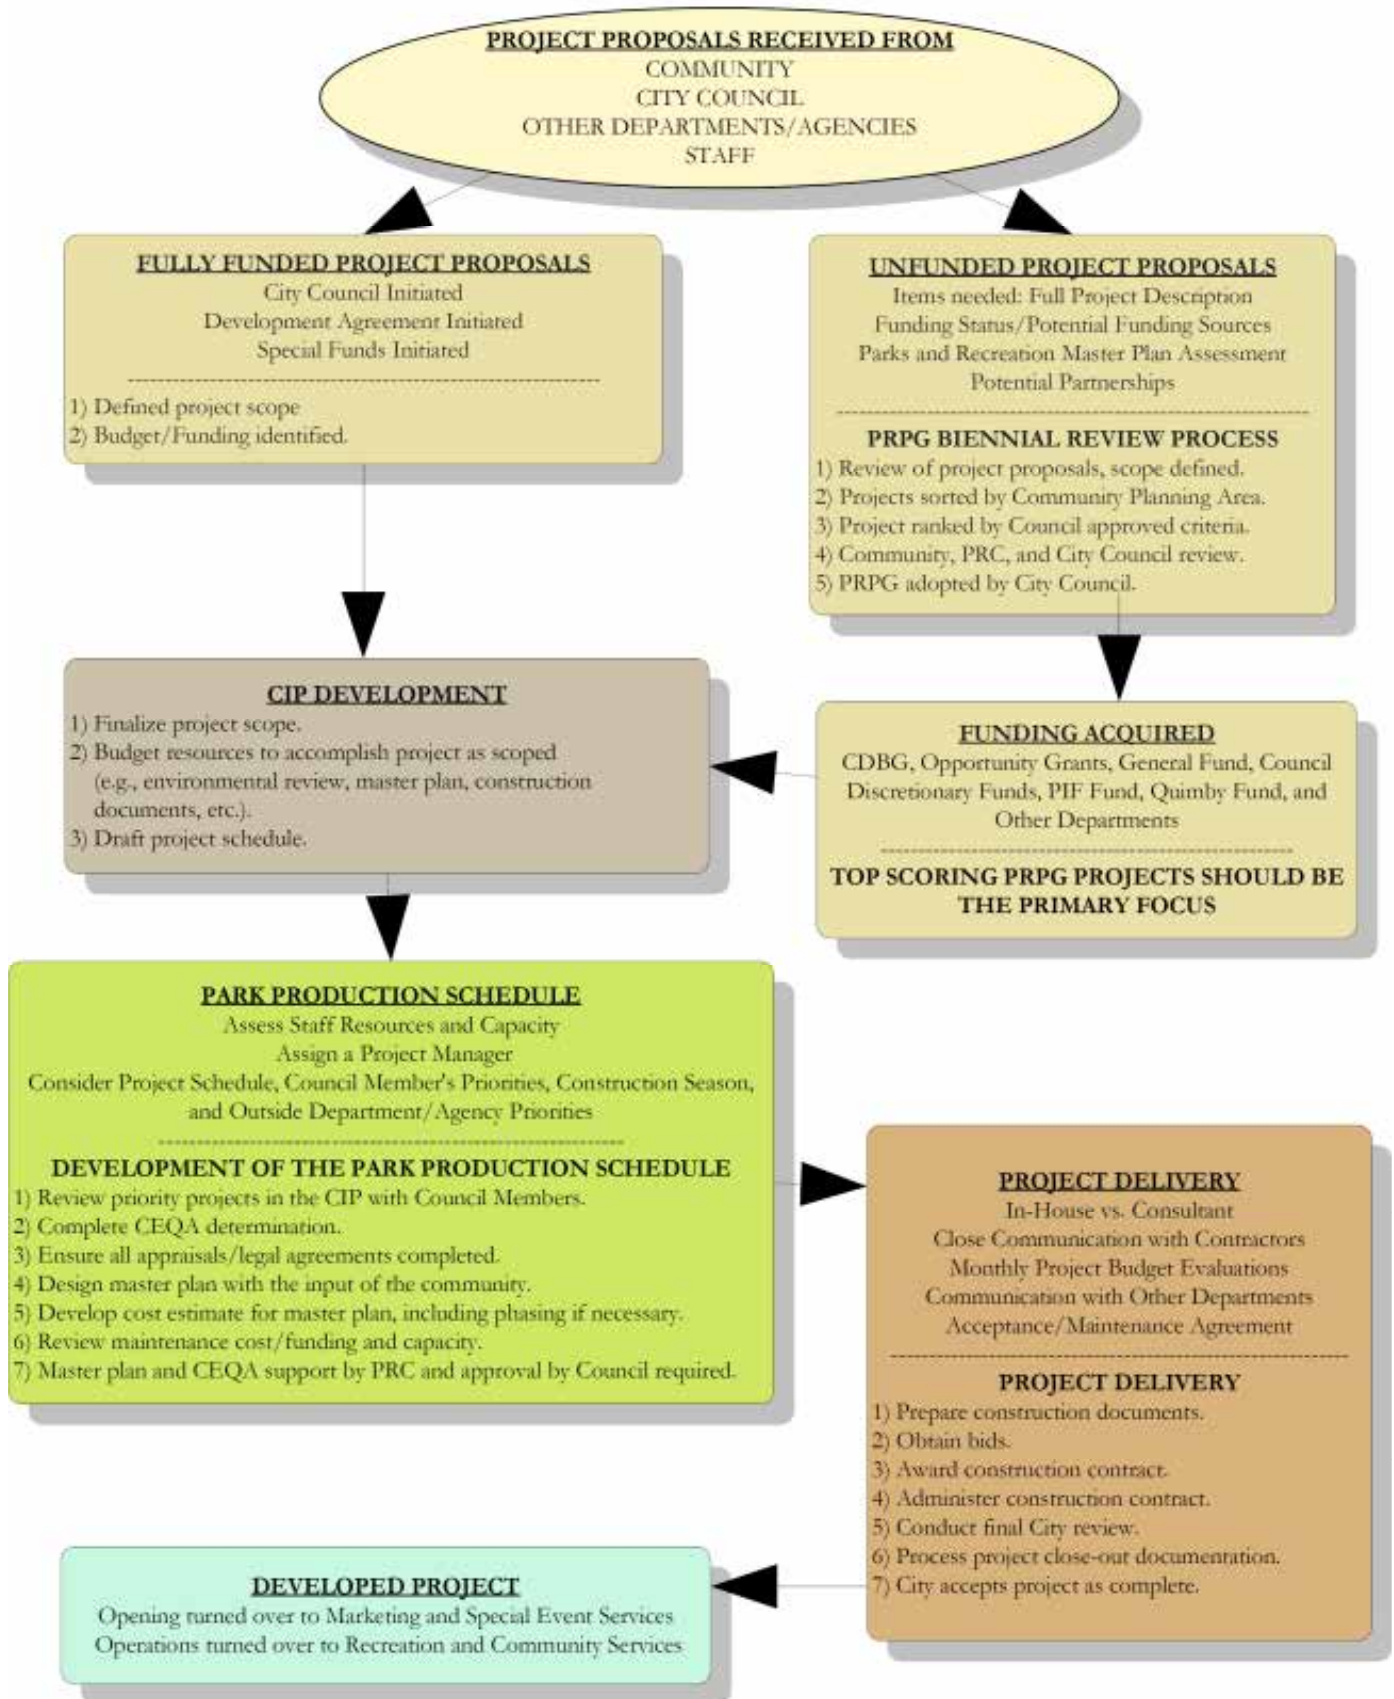 PROJECT PROPOSALS RECEIVED FROM
COMMUNITY
CITY COUNCIL
OTHER DEPARTMENTS/AGENCIES
STAFF
FULLY FUNDED PROJECT PROPOSALS
City Council Initiated
Development Agreement Initiated
Special Funds Initiated
1) Defined project scope
2) Budget/Funding identified.
UNFUNDED PROJECT PROPOSALS
Items needed: Full Project Description
Funding Status/Potential Funding Sources
Parks and Recreation Master Plan Assessment
Potential Partnerships
PRPG BIENNIAL REVIEW PROCESS
1) Review of project proposals, scope defined.
2) Projects sorted by Community Planning Area.
3) Project ranked by Council approved criteria.
4) Community, PRC, and City Council review.
5) PRPG adopted by City Council.
CIP DEVELOPMENT
1) Finalize project scope.
2) Budget resources to accomplish project as scoped
(e.g., environmental review, master plan, construction
documents, etc.).
3) Draft project schedule.
FUNDING ACQUIRED
CDBG, Opportunity Grants, General Fund, Council
Discretionary Funds, PIF Fund, Quimby Fund, and
Other Departments
TOP SCORING PRPG PROJECTS SHOULD BE
THE PRIMARY FOCUS
PARK PRODUCTION SCHEDULE
Assess Staff Resources and Capacity
Assign a Project Manager
Consider Project Schedule, Council Member's Priorities, Construction Season,
and Outside Department/Agency Priorities
DEVELOPMENT OF THE PARK PRODUCTION SCHEDULE
1) Review priority projects in the CIP with Council Members.
2) Complete CEQA determination.
3) Ensure all appraisals/legal agreements completed.
4) Design master plan with the input of the community.
5) Develop cost estimate for master plan, including phasing if necessary.
6) Review maintenance cost/funding and capacity.
7) Master plan and CEQA support by PRC and approval by Council required.
PROJECT DELIVERY
In-House vs. Consultant
Close Communication with Contractors
Monthly Project Budget Evaluations
Communication with Other Departments
Acceptance/Maintenance Agreement
PROJECT DELIVERY
1) Prepare construction documents.
2) Obtain bids.
3) Award construction contract.
4) Administer construction contract.
5) Conduct final City review.
6) Process project close-out documentation.
7) City accepts project as complete.
DEVELOPED PROJECT
Opening turned over to Marketing and Special Event Services
Operations turned over to Recreation and Community Services